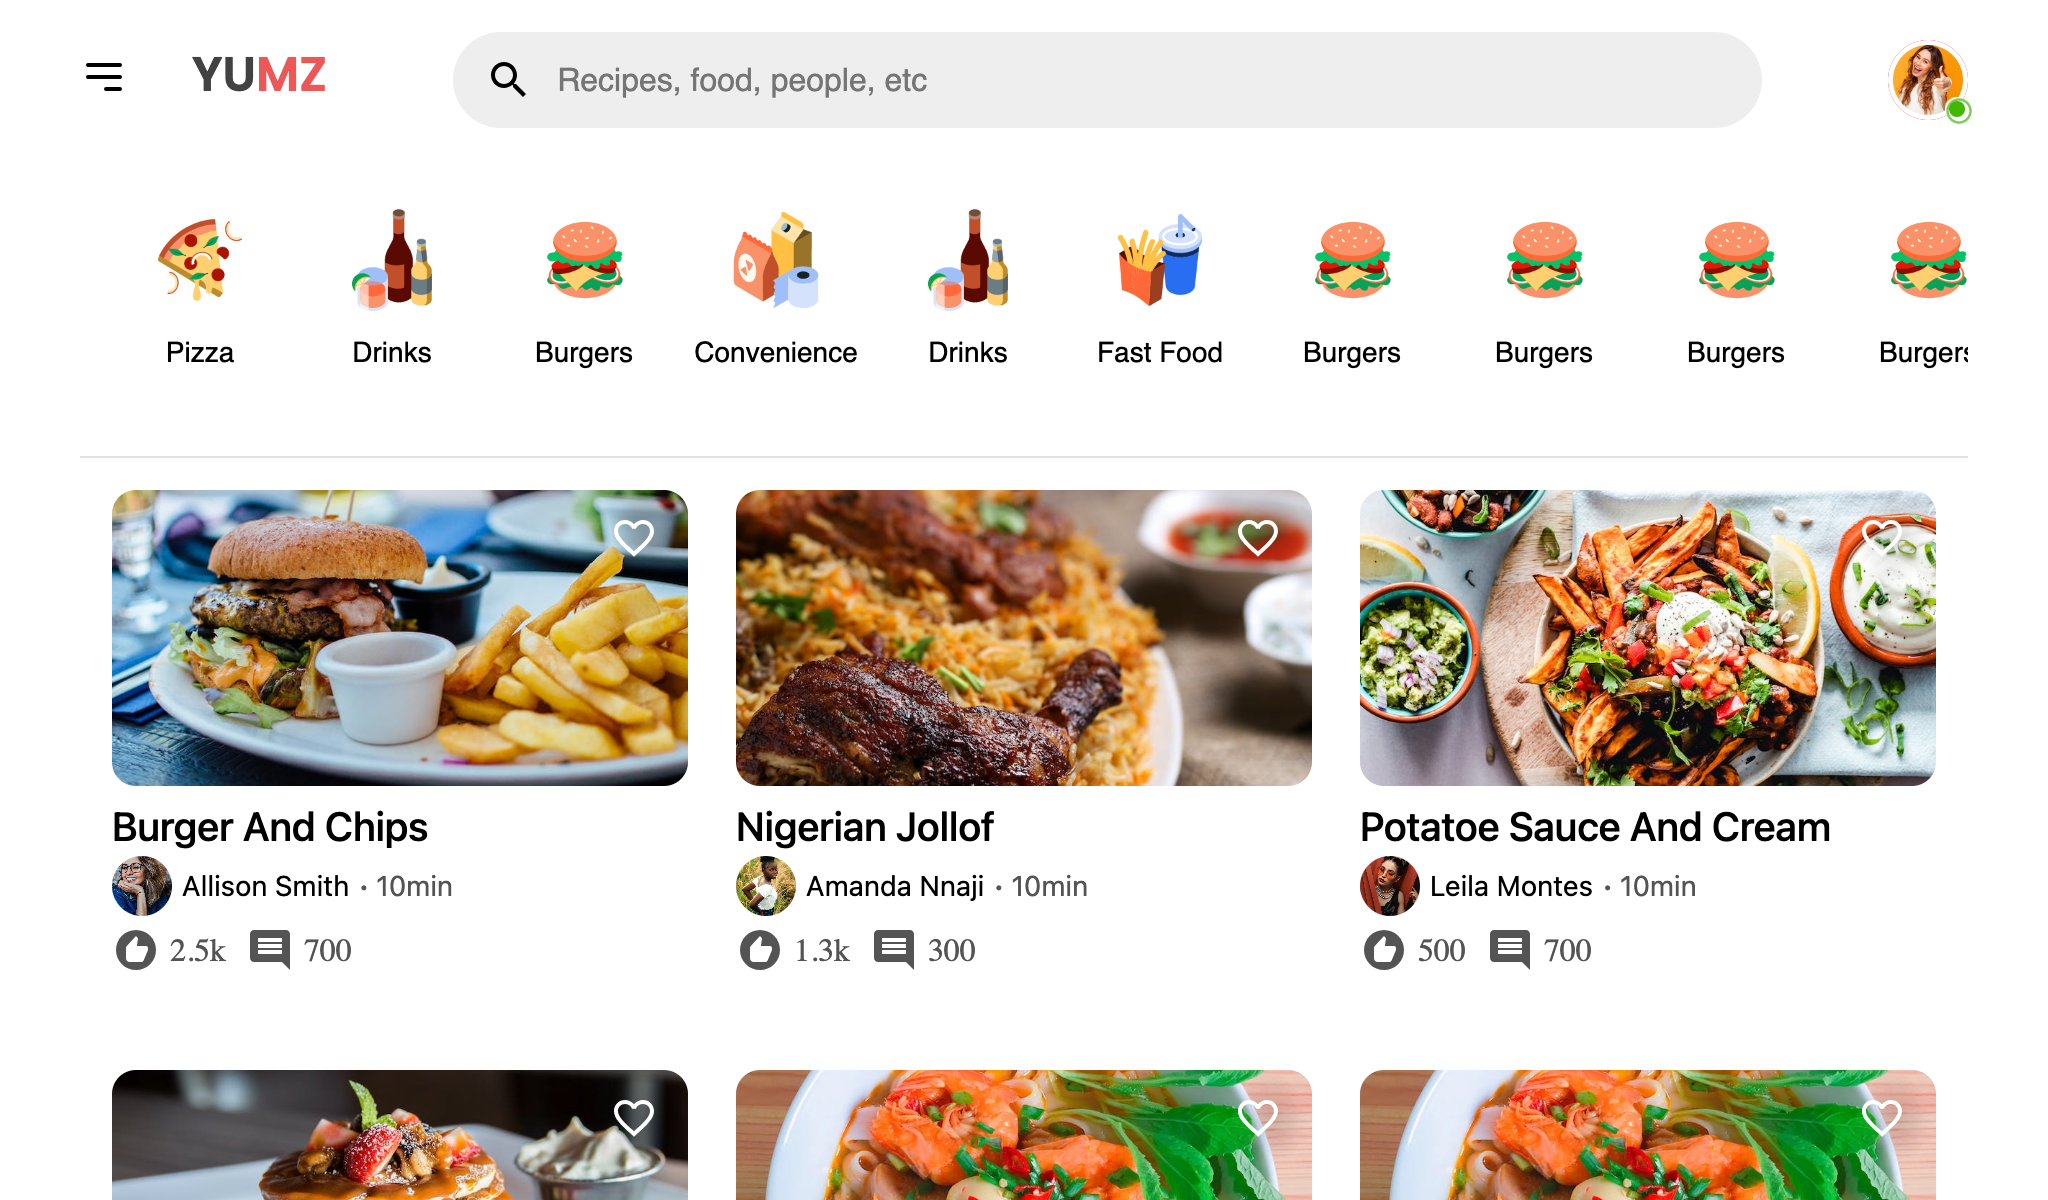 YUMZ
Recipes, food, people, etc
Pizza
Drinks
Burgers
Convenience
Drinks
Fast Food
Burgers
Burgers
Burgers
Burgers
Burger And Chips
Allison Smith • 10min
2.5k 700
Nigerian Jollof
Amanda Nnaji • 10min
1.3k 300
Potatoe Sauce And Cream
Leila Montes • 10min
500 700